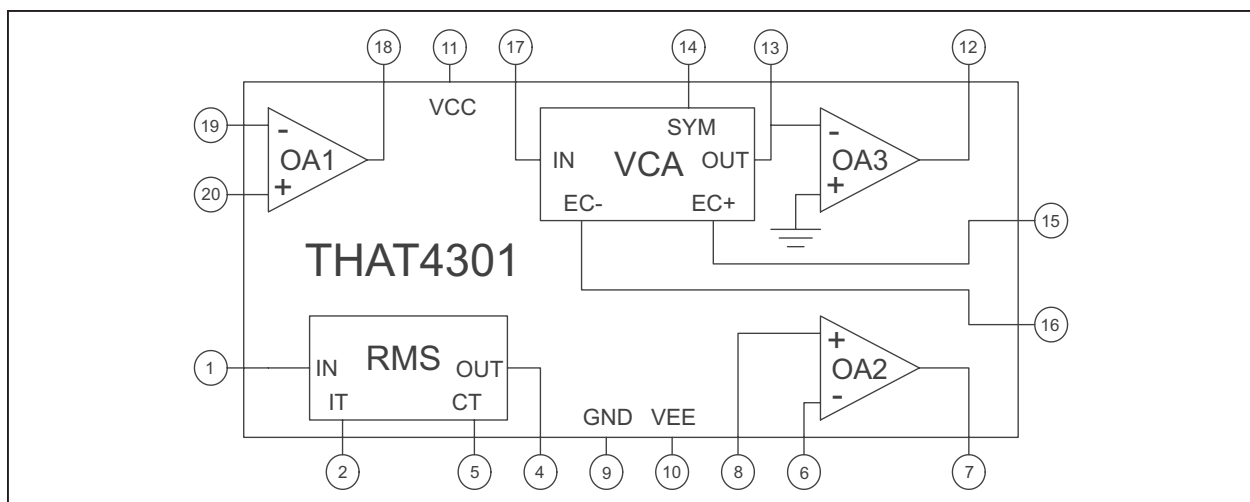 18 11 17 14 13 12
VCC
19 - OA1
20 +
SYM
IN VCA OUT
EC- EC+
- OA3
+
15
THAT4301
16
1 IN RMS OUT
IT CT
+ OA2
-
GND VEE
2 5 4 9 10 8 6 7